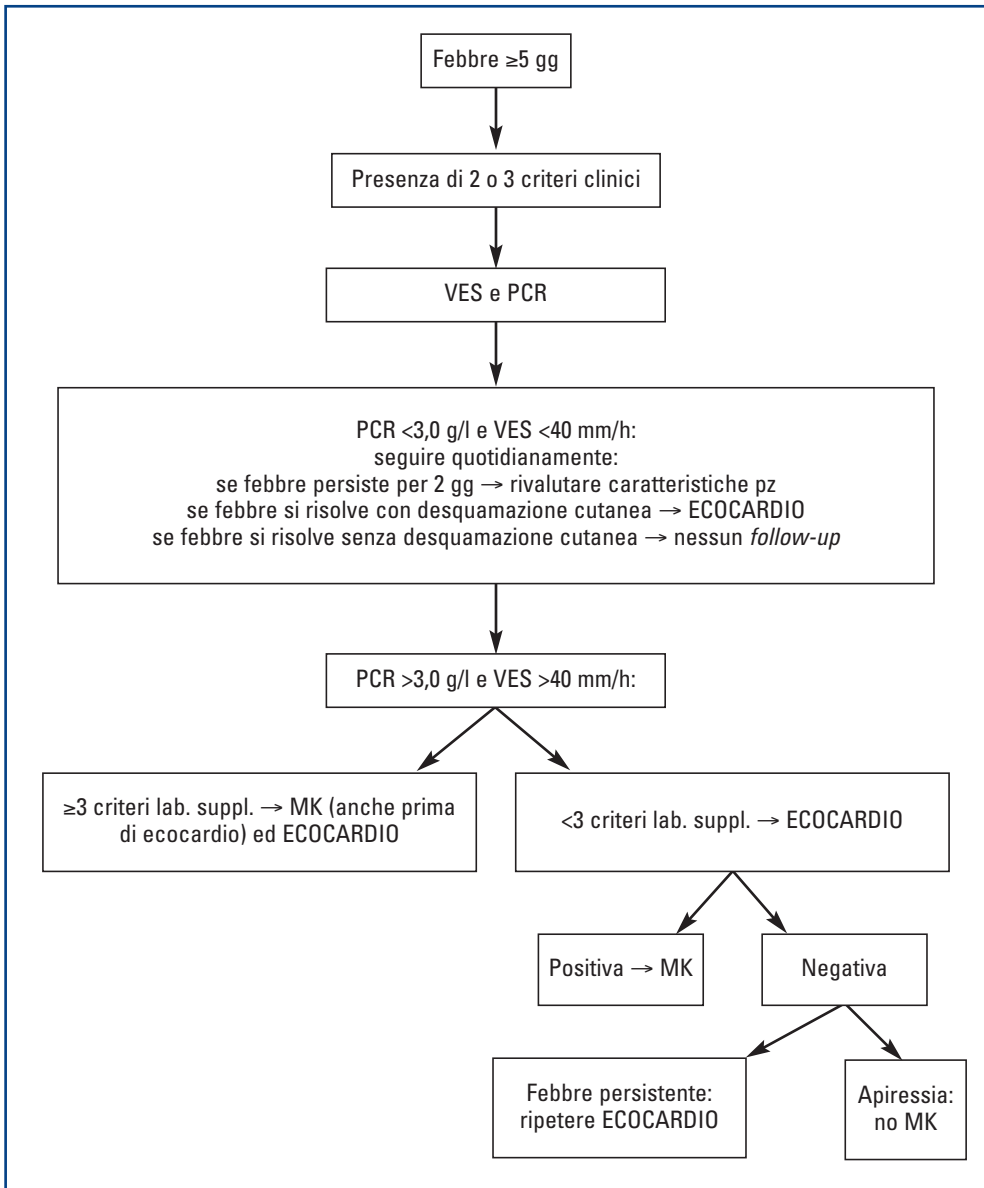 Febbre ≥5 gg
Presenza di 2 o 3 criteri clinici
VES e PCR
PCR <3,0 g/l e VES <40 mm/h:
seguire quotidianamente:
se febbre persiste per 2 gg → rivalutare caratteristiche pz
se febbre si risolve con desquamazione cutanea → ECOCARDIO
se febbre si risolve senza desquamazione cutanea → nessun follow-up
PCR >3,0 g/l e VES >40 mm/h:
≥3 criteri lab. suppl. → MK (anche prima
di ecocardio) ed ECOCARDIO
<3 criteri lab. suppl. → ECOCARDIO
Positiva → MK
Negativa
Febbre persistente:
ripetere ECOCARDIO
Apiressia:
no MK